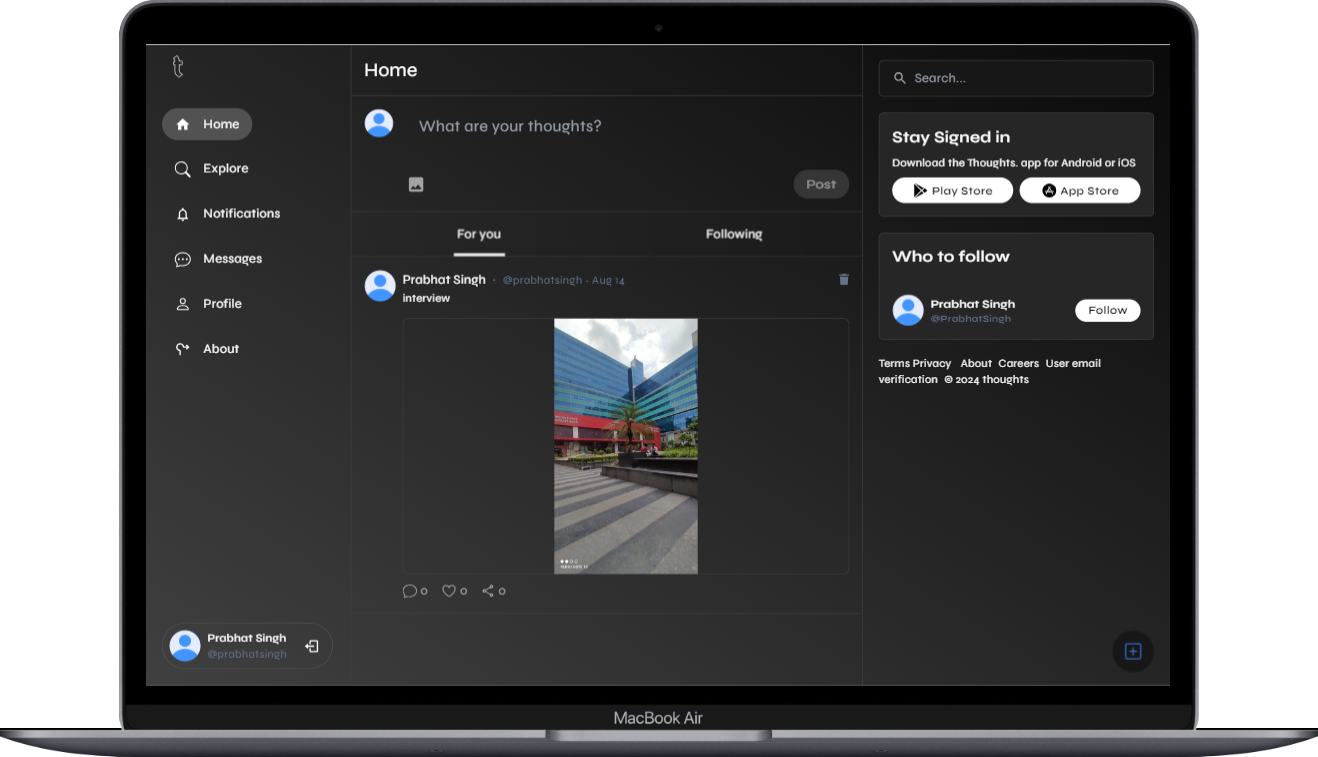 t
Home
Explore
Notifications
Messages
Profile
About
Prabhat Singh
@prabhatsingh
Home
What are your thoughts?
Post
For you
Following
Prabhat Singh · @prabhatsingh - Aug 14
interview
0 0 0
Search...
Stay Signed in
Download the Thoughts. app for Android or iOS
Play Store
App Store
Who to follow
Prabhat Singh
@PrabhatSingh
Follow
Terms Privacy About Careers User email
verification © 2024 thoughts
MacBook Air